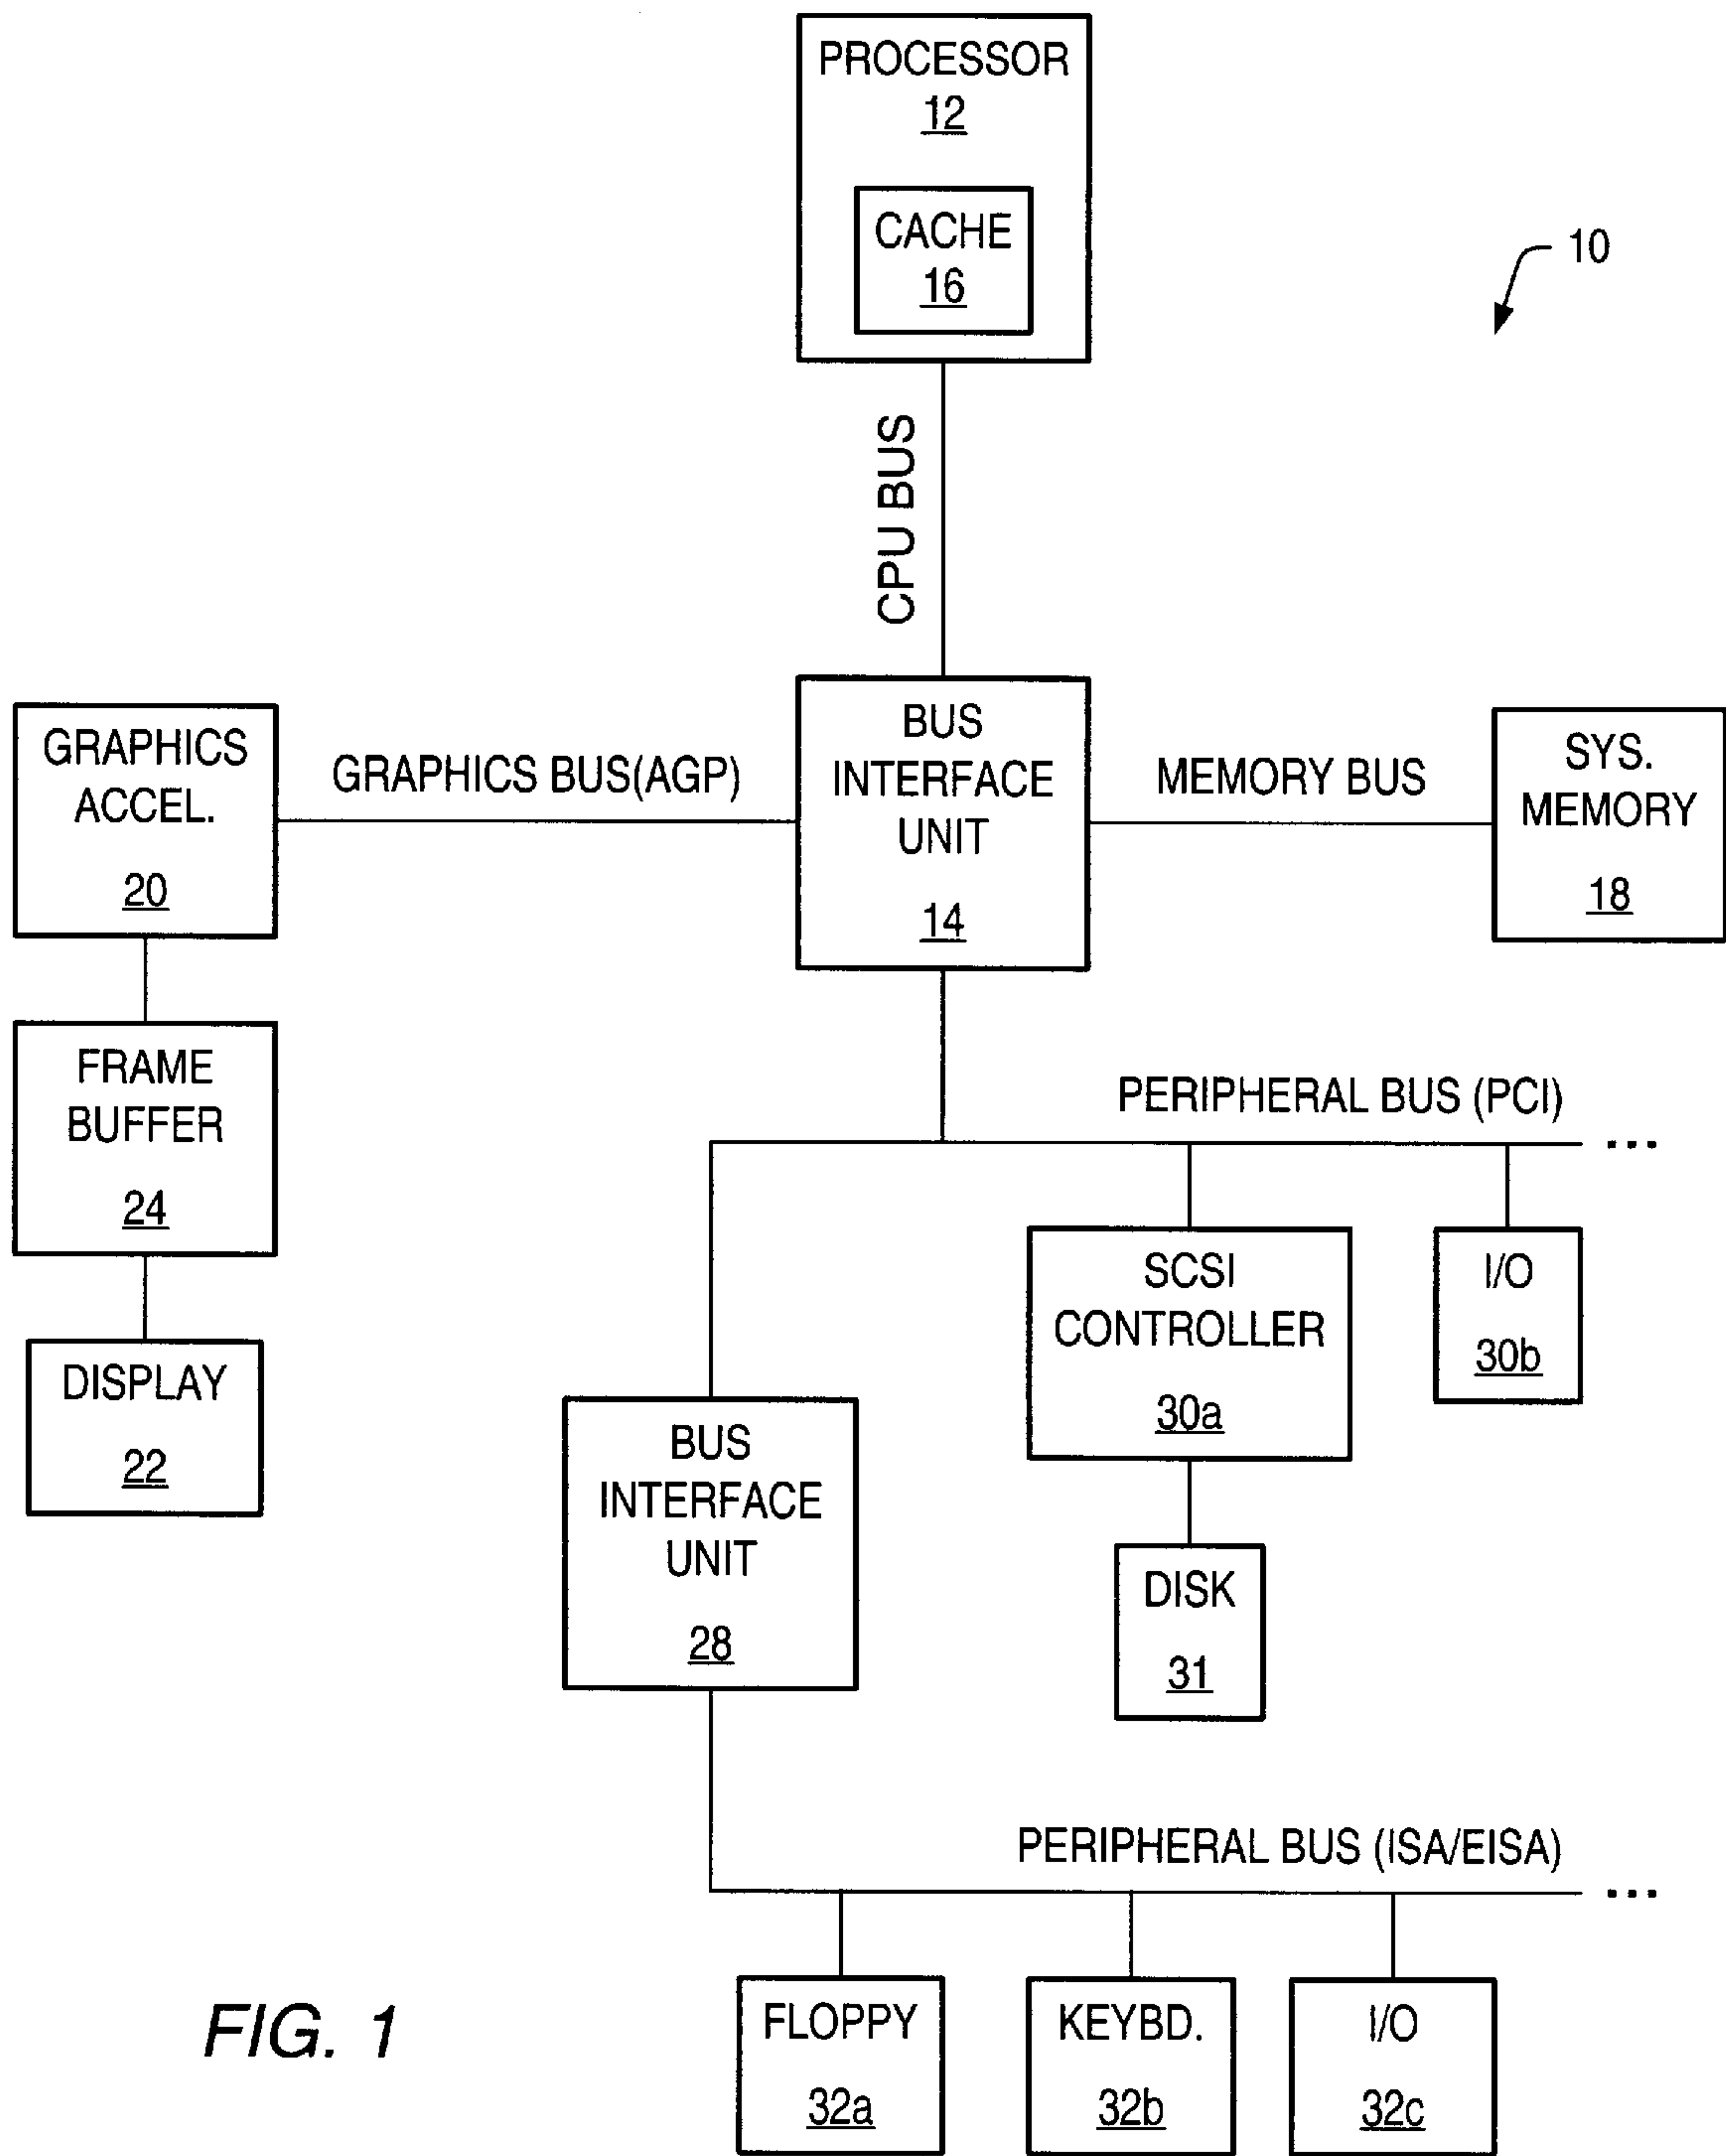 PROCESSOR
12
CACHE
16
10
CPU BUS
GRAPHICS
ACCEL.
20
GRAPHICS BUS(AGP)
BUS
INTERFACE
UNIT
14
MEMORY BUS
SYS.
MEMORY
18
FRAME
BUFFER
24
DISPLAY
22
PERIPHERAL BUS (PCI)
...
SCSI
CONTROLLER
30a
I/O
30b
BUS
INTERFACE
UNIT
28
DISK
31
PERIPHERAL BUS (ISA/EISA)
...
FLOPPY
32a
KEYBD.
32b
I/O
32c
FIG. 1